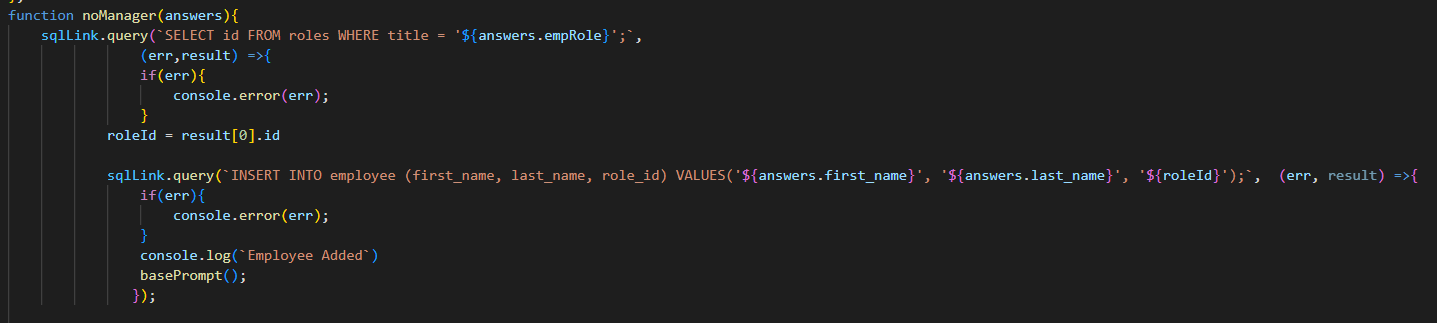 function noManager(answers){
    sqlLink.query(`SELECT id FROM roles WHERE title = '${answers.empRole}';`,
                (err,result) =>{
                if(err){
                    console.error(err);
                }
            roleId = result[0].id
            sqlLink.query(`INSERT INTO employee (first_name, last_name, role_id) VALUES('${answers.first_name}', '${answers.last_name}', '${roleId}');`,  (err, result) =>{
                if(err){
                    console.error(err);
                }
                console.log(`Employee Added`)
                basePrompt();
               });